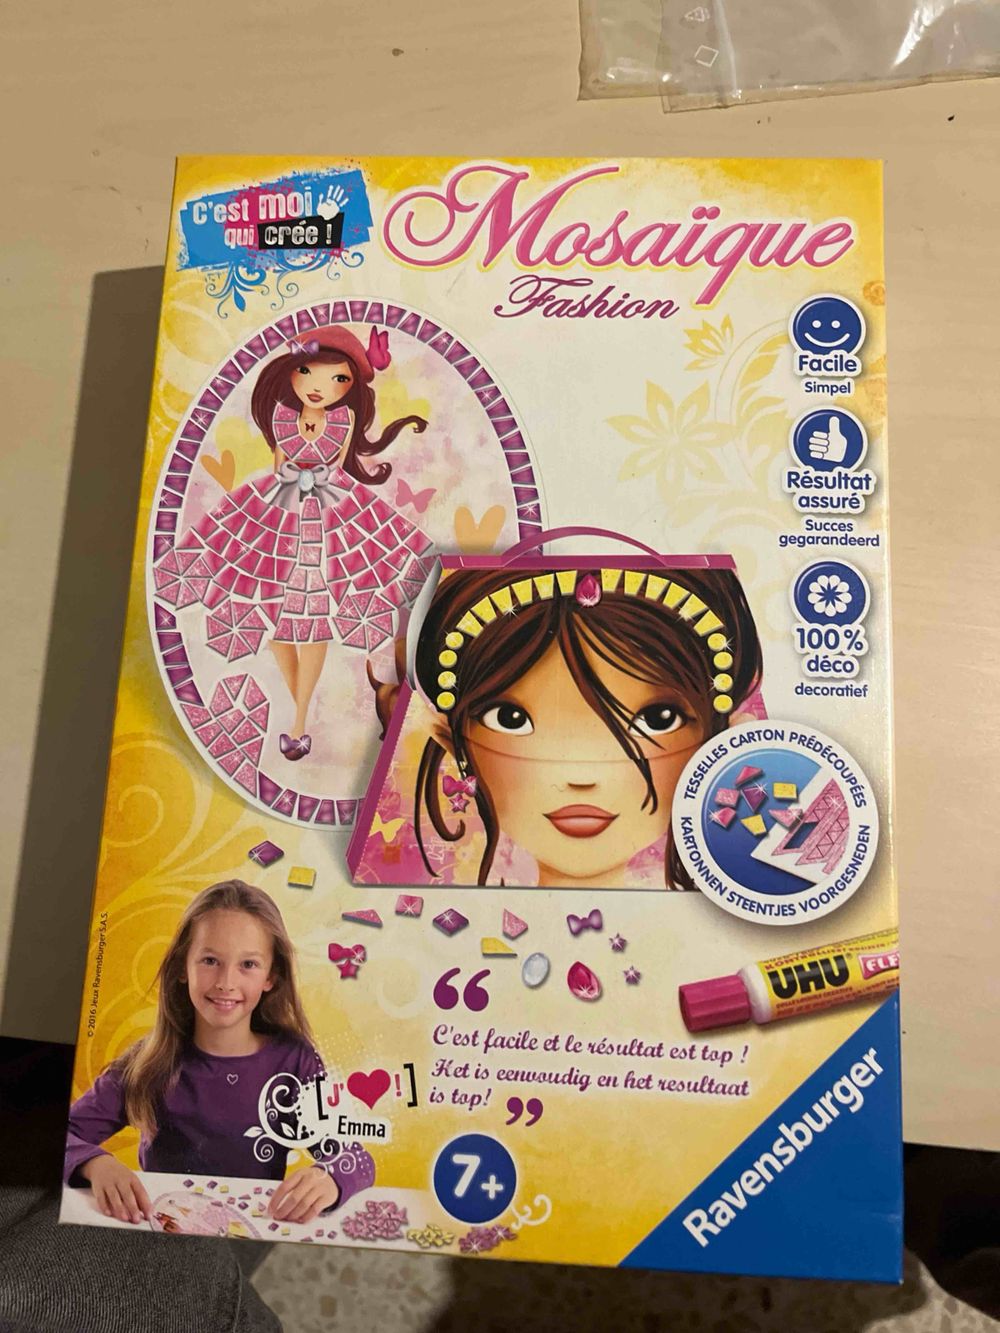 C'est moi
qui crée !
Mosaïque
Fashion
Facile
Simpel
Résultat
assuré
Succes
gegarandeerd
100%
déco
decoratief
TESSELLES CARTON PRÉDÉCOUPÉES
KARTONNEN STEENTJES VOORGESNEDEN
UHU
“
C'est facile et le résultat est top !
Het is eenvoudig en het resultaat
is top! ”
[J'❤!]
Emma
7+
Ravensburger
© 2016 Jeux Ravensburger S.A.S.